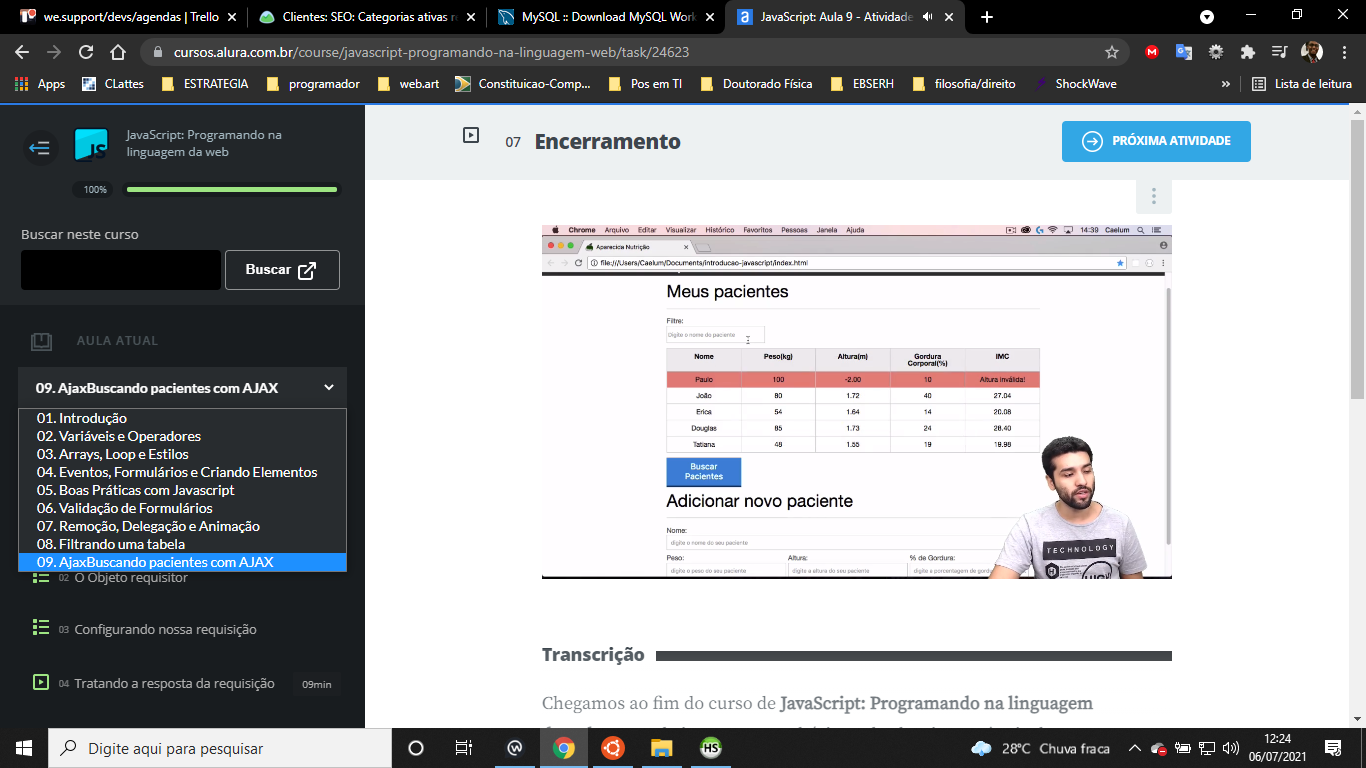 we.support/devs/agendas | Trello
Clientes: SEO: Categorias ativas r
MySQL :: Download MySQL Work
JavaScript: Aula 9 - Atividade
cursos.alura.com.br/course/javascript-programando-na-linguagem-web/task/24623
Apps
CLattes
ESTRATEGIA
programador
web.art
Constituicao-Comp...
Pos em TI
Doutorado Física
EBSERH
filosofia/direito
ShockWave
»
Lista de leitura
JavaScript: Programando na
linguagem da web
100%
Buscar neste curso
Buscar
AULA ATUAL
09. AjaxBuscando pacientes com AJAX
01. Introdução
02. Variáveis e Operadores
03. Arrays, Loop e Estilos
04. Eventos, Formulários e Criando Elementos
05. Boas Práticas com Javascript
06. Validação de Formulários
07. Remoção, Delegação e Animação
08. Filtrando uma tabela
09. AjaxBuscando pacientes com AJAX
02 O Objeto requisitor
03 Configurando nossa requisição
04 Tratando a resposta da requisição 09min
07 Encerramento
PRÓXIMA ATIVIDADE
Chrome Arquivo Editar Visualizar Histórico Favoritos Pessoas Janela Ajuda 14:39 Caelum
Aparecida Nutrição
file:///Users/Caelum/Documents/introducao-javascript/index.html
Meus pacientes
Filtre:
Digite o nome do paciente
Nome Peso(kg) Altura(m) Gordura Corporal(%) IMC
Paulo 100 -2.00 10 Altura inválida!
João 80 1.72 40 27.04
Erica 54 1.64 14 20.08
Douglas 85 1.73 24 28.40
Tatiana 48 1.55 19 19.98
Buscar
Pacientes
Adicionar novo paciente
Nome:
digite o nome do seu paciente
Peso: Altura: % de Gordura:
digite o peso do seu paciente digite a altura do seu paciente digite a porcentagem de gordu
TECHNOLOGY
Transcrição
Chegamos ao fim do curso de JavaScript: Programando na linguagem
Digite aqui para pesquisar
28°C Chuva fraca
12:24
06/07/2021